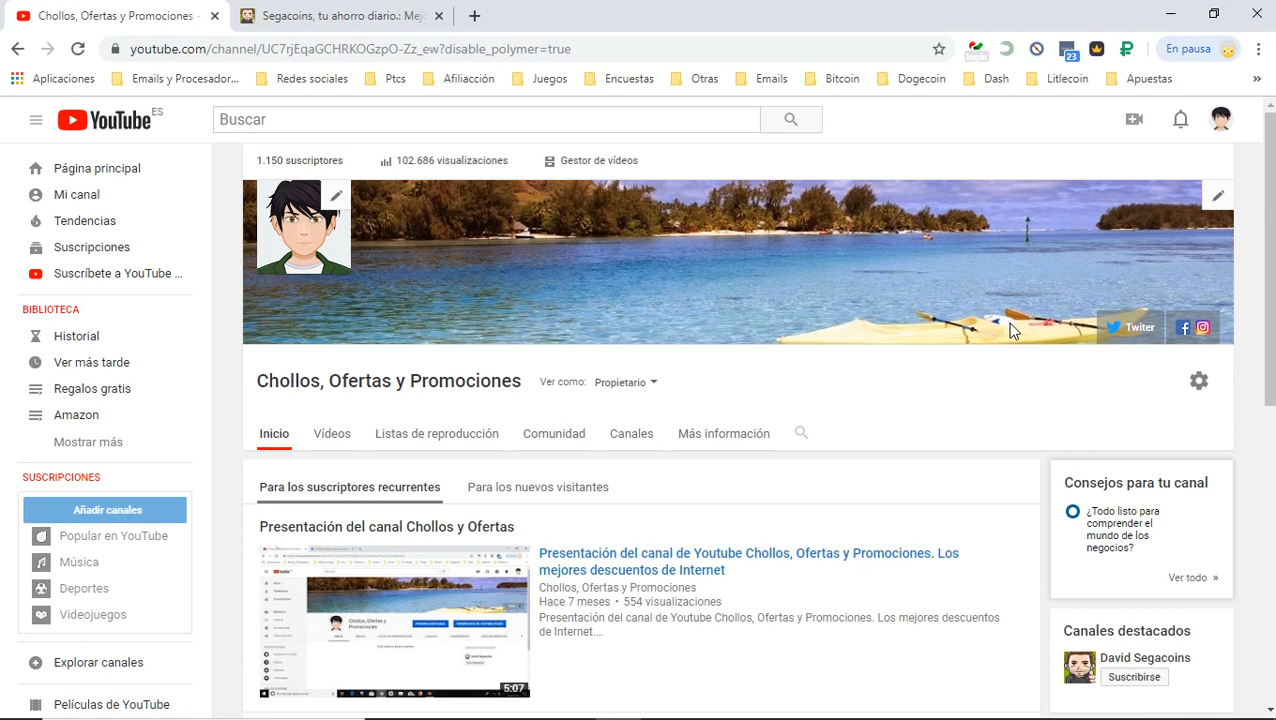 Chollos, Ofertas y Promociones -
Segacoins, tu ahorro diario.: Mejo
youtube.com/channel/UC7rjEqaGCHRKOGzpO-Zz_ew?disable_polymer=true
23
En pausa
Aplicaciones
Emails y Procesador...
Redes sociales
Ptcs
Afiliacción
Juegos
Encuestas
Otros
Emails
Bitcoin
Dogecoin
Dash
Litlecoin
Apuestas
»
YouTube ES
Buscar
1.150 suscriptores
102.686 visualizaciones
Gestor de vídeos
Página principal
Mi canal
Tendencias
Suscripciones
Suscríbete a YouTube ...
BIBLIOTECA
Historial
Ver más tarde
Regalos gratis
Amazon
Mostrar más
SUSCRIPCIONES
Añadir canales
Popular en YouTube
Música
Deportes
Videojuegos
Explorar canales
Películas de YouTube
Twiter
Chollos, Ofertas y Promociones
Ver como: Propietario
Inicio
Vídeos
Listas de reproducción
Comunidad
Canales
Más información
Para los suscriptores recurrentes
Para los nuevos visitantes
Presentación del canal Chollos y Ofertas
5:07
Presentación del canal de Youtube Chollos, Ofertas y Promociones. Los
mejores descuentos de Internet
Chollos, Ofertas y Promociones
Hace 7 meses • 554 visualizaciones
Presentación del canal de Youtube Chollos, Ofertas y Promociones. Los mejores descuentos
de Internet....
Consejos para tu canal
¿Todo listo para
comprender el
mundo de los
negocios?
Ver todo »
Canales destacados
David Segador
Suscribirse